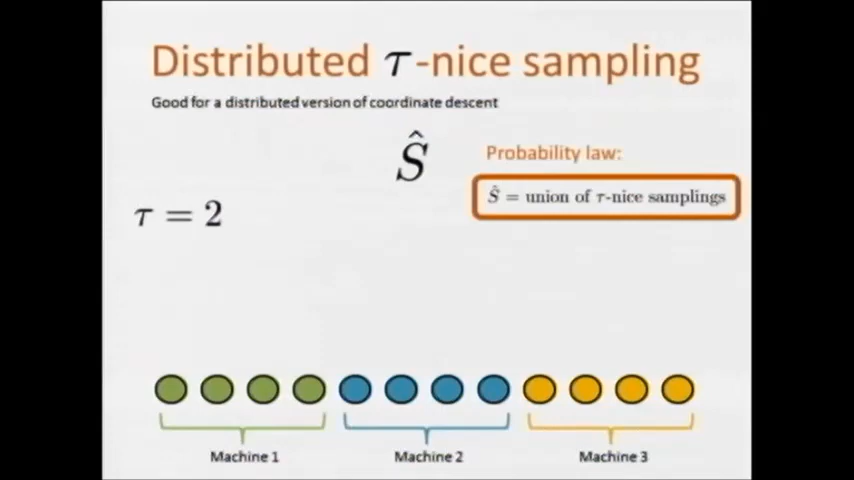 Distributed τ-nice sampling
Good for a distributed version of coordinate descent
Ŝ
Probability law:
Ŝ = union of τ-nice samplings
τ = 2
Machine 1
Machine 2
Machine 3